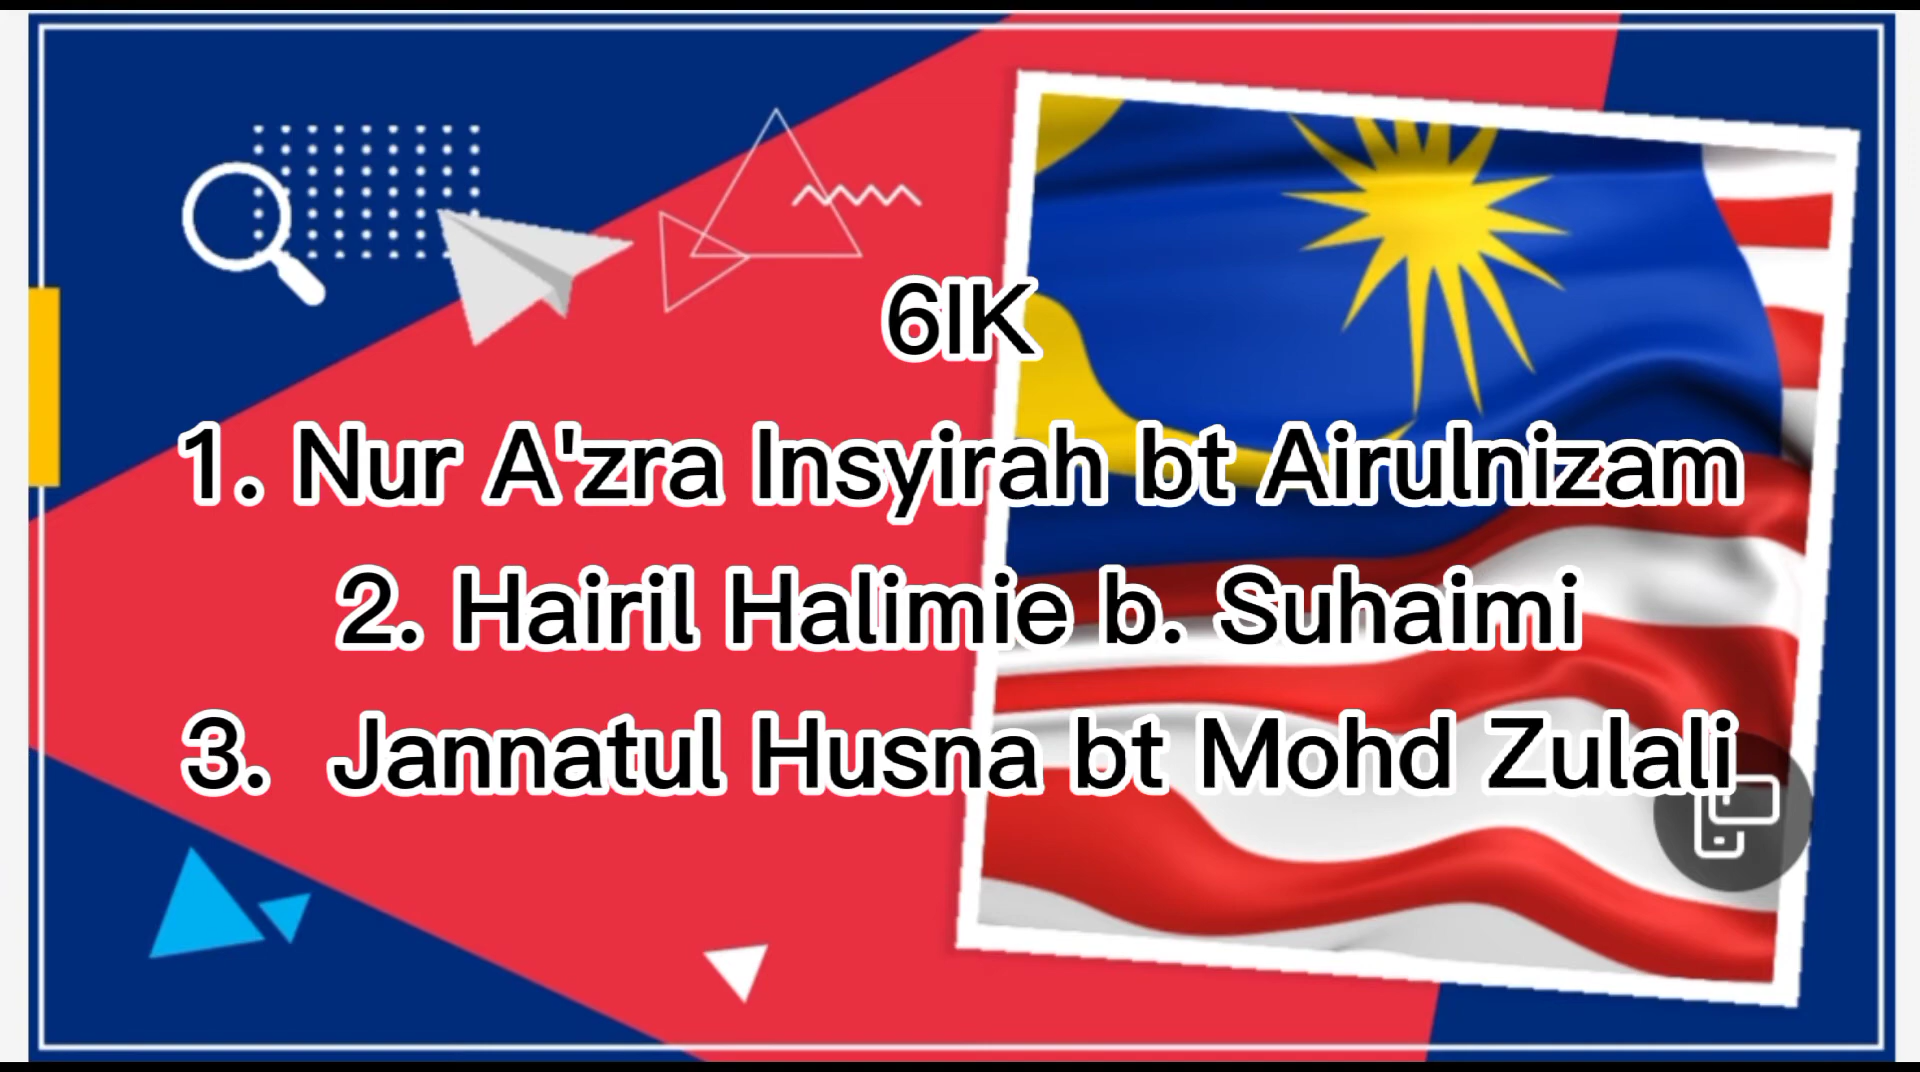 6IK
1. Nur A'zra Insyirah bt Airulnizam
2. Hairil Halimie b. Suhaimi
3. Jannatul Husna bt Mohd Zulali